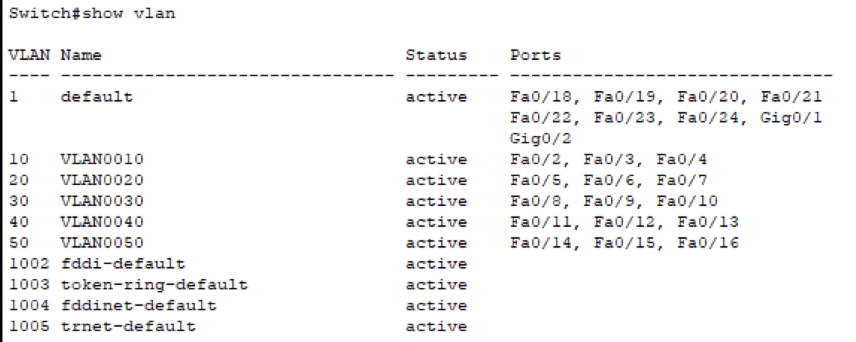 Switch#show vlan
VLAN Name                             Status    Ports
---- -------------------------------- --------- -------------------------------
1    default                          active    Fa0/18, Fa0/19, Fa0/20, Fa0/21
                                                Fa0/22, Fa0/23, Fa0/24, Gig0/1
                                                Gig0/2
10   VLAN0010                         active    Fa0/2, Fa0/3, Fa0/4
20   VLAN0020                         active    Fa0/5, Fa0/6, Fa0/7
30   VLAN0030                         active    Fa0/8, Fa0/9, Fa0/10
40   VLAN0040                         active    Fa0/11, Fa0/12, Fa0/13
50   VLAN0050                         active    Fa0/14, Fa0/15, Fa0/16
1002 fddi-default                     active
1003 token-ring-default               active
1004 fddinet-default                  active
1005 trnet-default                    active